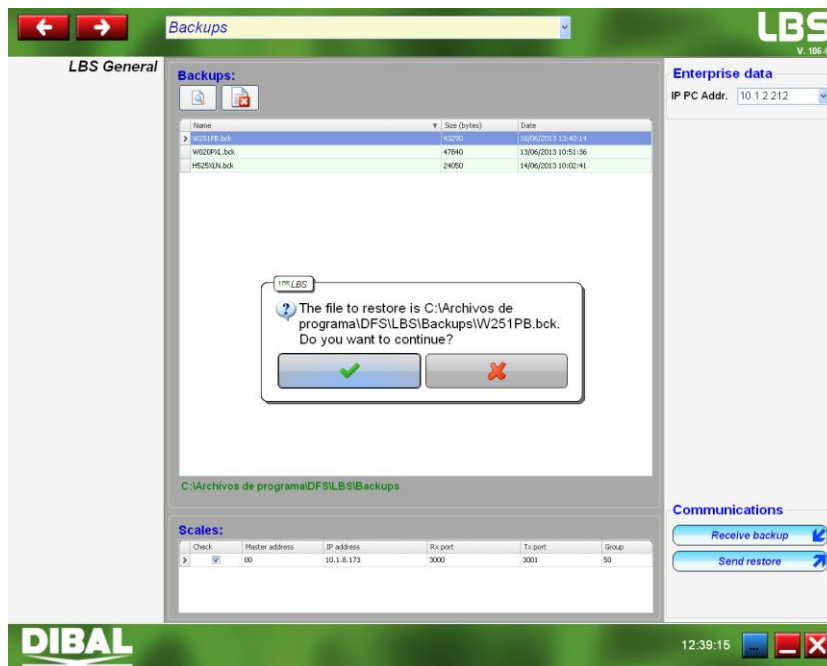 Backups
LBS
V. 106-
LBS General
Backups:
Name Size (bytes) Date
W251PB.bck 43290 18/06/2013 13:40:14
W020PXL.bck 47840 13/06/2013 10:51:36
H525XLN.bck 24050 14/06/2013 10:02:41
LBS
The file to restore is C:\Archivos de
programa\DFS\LBS\Backups\W251PB.bck.
Do you want to continue?
C:\Archivos de programa\DFS\LBS\Backups
Scales:
Check Master address IP address Rx port Tx port Group
00 10.1.8.173 3000 3001 50
Enterprise data
IP PC Addr. 10.1.2.212
Communications
Receive backup
Send restore
DIBAL
12:39:15
...